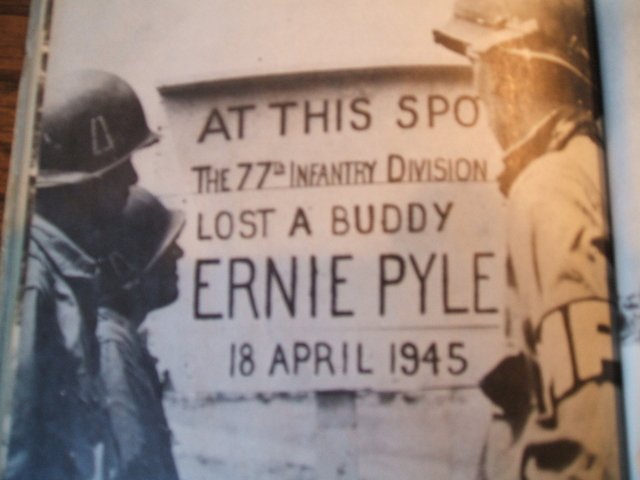 AT THIS SPO
THE 77th INFANTRY DIVISION
LOST A BUDDY
ERNIE PYLE
18 APRIL 1945